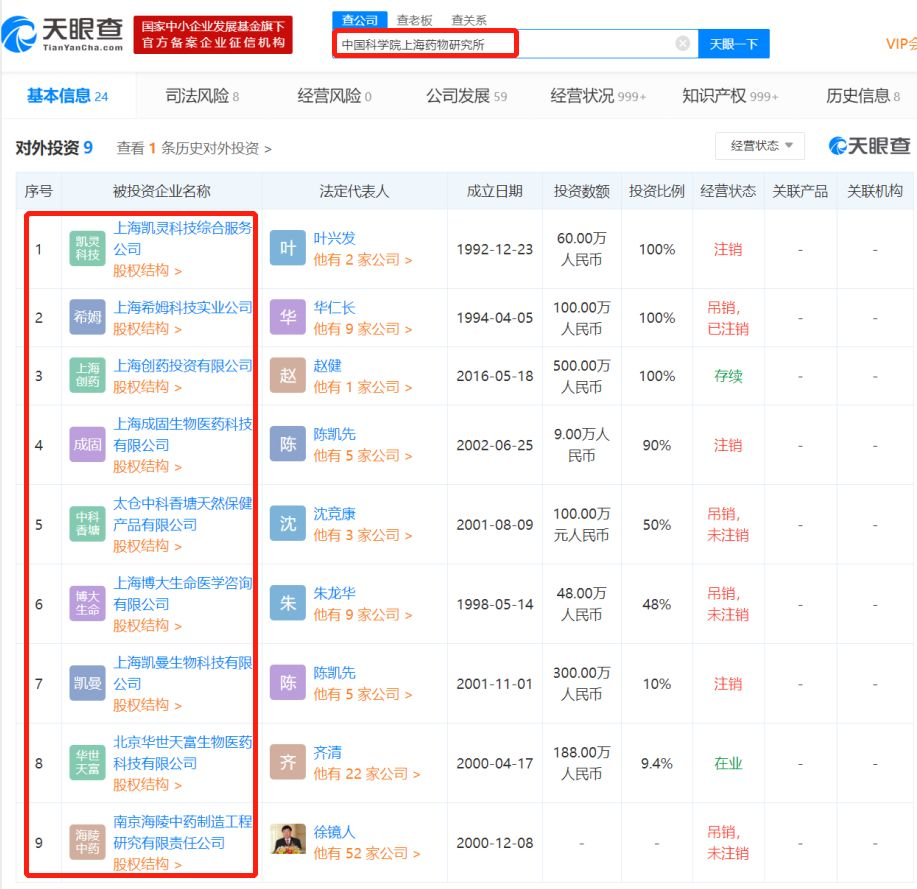 查公司 查老板 查关系
天眼查
TianYanCha.com
国家中小企业发展基金旗下
官方备案企业征信机构
中国科学院上海药物研究所
天眼一下
VIP会
基本信息 24 司法风险 8 经营风险 0 公司发展 59 经营状况 999+ 知识产权 999+ 历史信息 8
对外投资 9 查看 1 条历史对外投资 >
经营状态
天眼查
序号 被投资企业名称 法定代表人 成立日期 投资数额 投资比例 经营状态 关联产品 关联机构
1
凯灵
科技
上海凯灵科技综合服务
公司
股权结构 >
叶
叶兴发
他有 2 家公司 >
1992-12-23
60.00万
人民币
100%
注销
-
-
2
希姆
上海希姆科技实业公司
股权结构 >
华
华仁长
他有 9 家公司 >
1994-04-05
100.00万
人民币
100%
吊销,
已注销
-
-
3
上海
创药
上海创药投资有限公司
股权结构 >
赵
赵健
他有 1 家公司 >
2016-05-18
500.00万
人民币
100%
存续
-
-
4
成固
上海成固生物医药科技
有限公司
股权结构 >
陈
陈凯先
他有 5 家公司 >
2002-06-25
9.00万人
民币
90%
注销
-
-
5
中科
香塘
太仓中科香塘天然保健
产品有限公司
股权结构 >
沈
沈竞康
他有 3 家公司 >
2001-08-09
100.00万
元人民币
50%
吊销,
未注销
-
-
6
博大
生命
上海博大生命医学咨询
有限公司
股权结构 >
朱
朱龙华
他有 9 家公司 >
1998-05-14
48.00万
人民币
48%
吊销,
未注销
-
-
7
凯曼
上海凯曼生物科技有限
公司
股权结构 >
陈
陈凯先
他有 5 家公司 >
2001-11-01
300.00万
人民币
10%
注销
-
-
8
华世
天富
北京华世天富生物医药
科技有限公司
股权结构 >
齐
齐清
他有 22 家公司 >
2000-04-17
188.00万
人民币
9.4%
在业
-
-
9
海陵
中药
南京海陵中药制造工程
研究有限责任公司
股权结构 >
徐镜人
他有 52 家公司 >
2000-12-08
-
-
吊销,
未注销
-
-